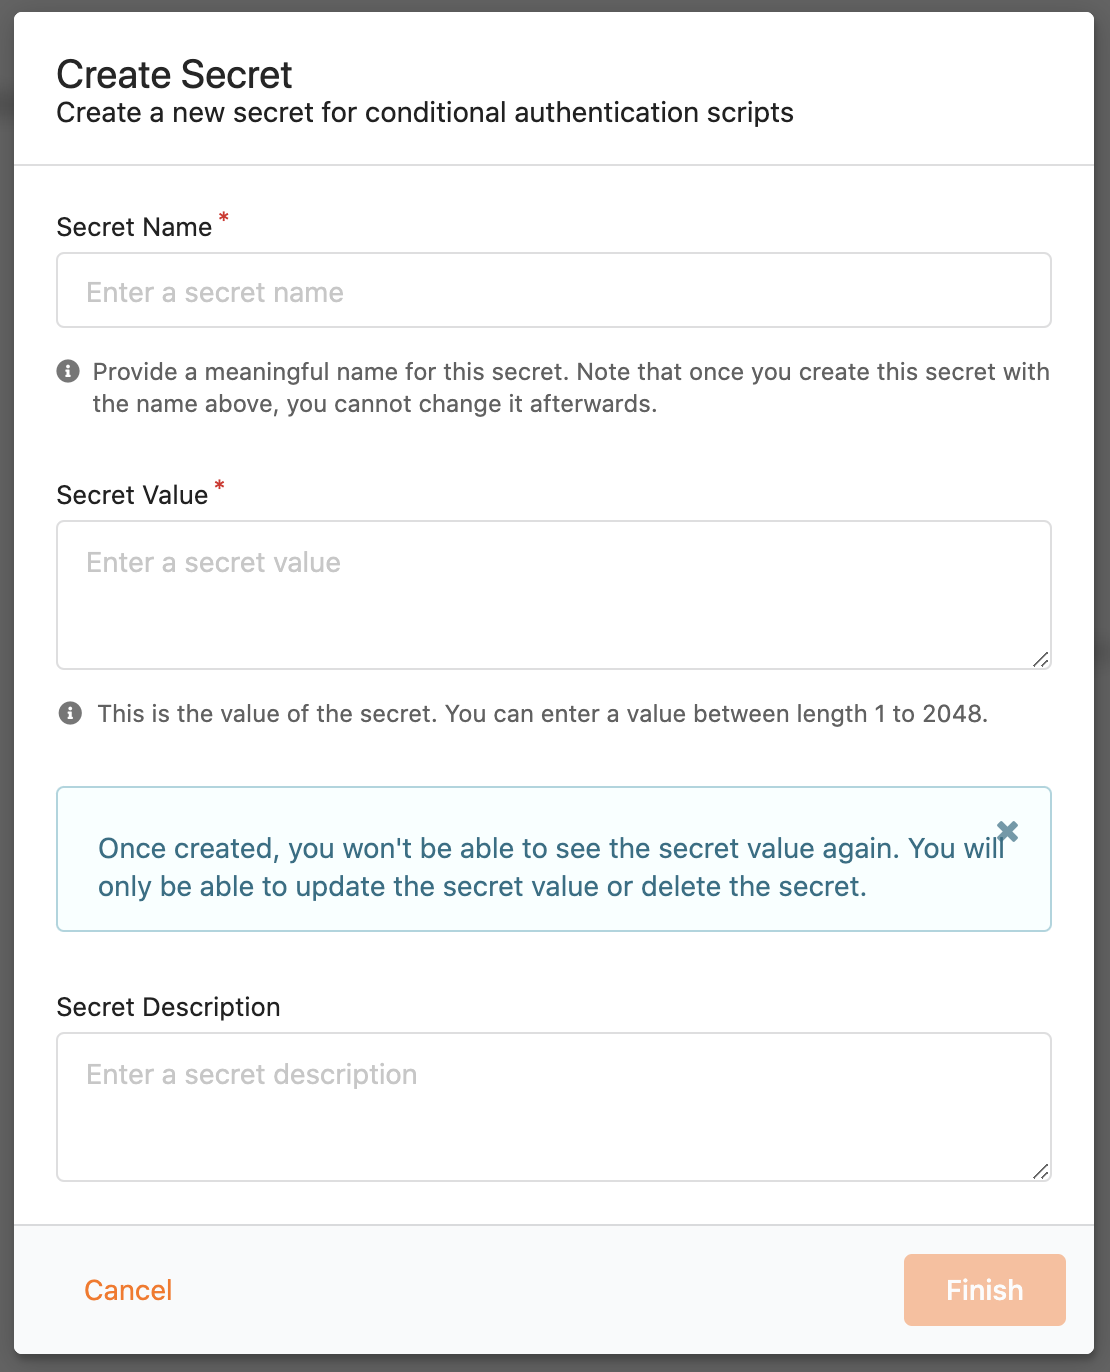 Create Secret
Create a new secret for conditional authentication scripts
Secret Name *
Enter a secret name
Provide a meaningful name for this secret. Note that once you create this secret with
the name above, you cannot change it afterwards.
Secret Value *
Enter a secret value
This is the value of the secret. You can enter a value between length 1 to 2048.
Once created, you won't be able to see the secret value again. You will
only be able to update the secret value or delete the secret.
Secret Description
Enter a secret description
Cancel
Finish